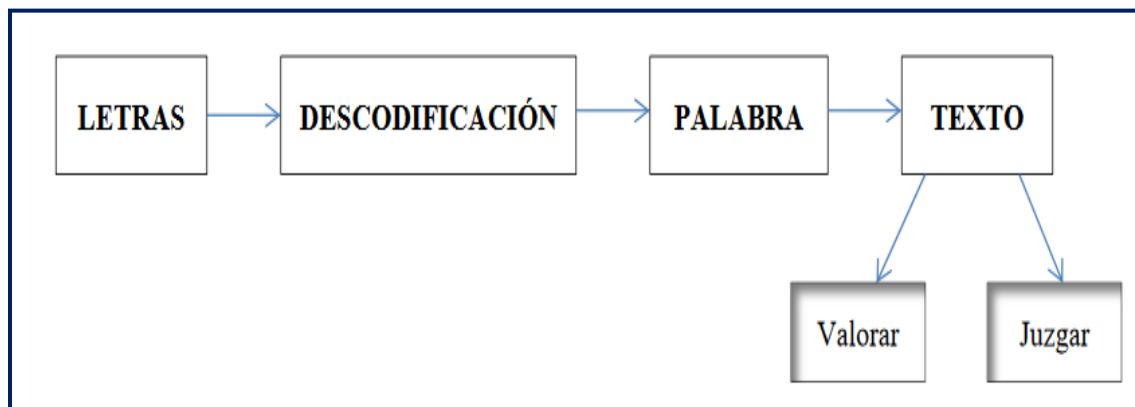 LETRAS
DESCODIFICACIÓN
PALABRA
TEXTO
Valorar
Juzgar